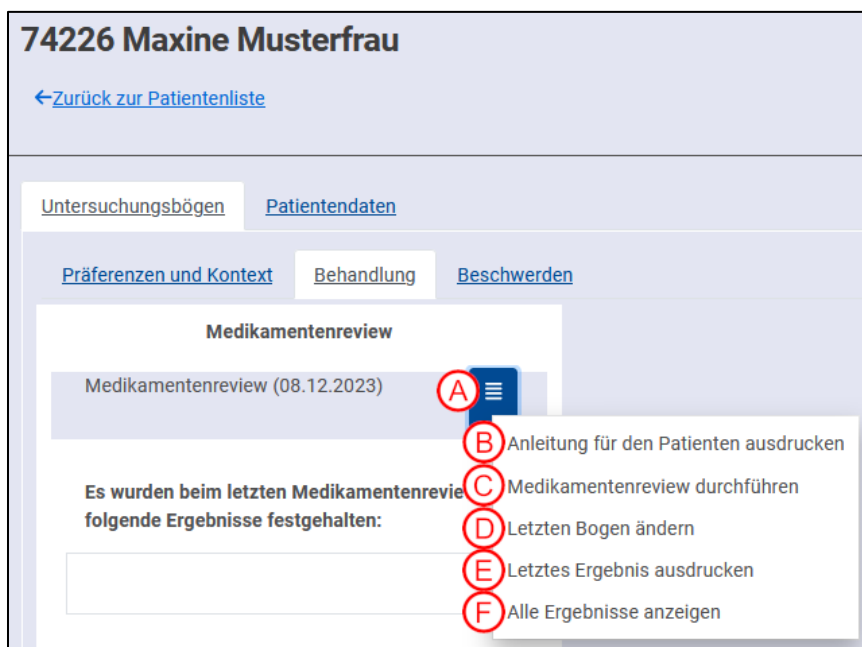 74226 Maxine Musterfrau
←Zurück zur Patientenliste
Untersuchungsbögen Patientendaten
Präferenzen und Kontext Behandlung Beschwerden
Medikamentenreview
Medikamentenreview (08.12.2023) A
B Anleitung für den Patienten ausdrucken
C Medikamentenreview durchführen
Es wurden beim letzten Medikamentenrevie
folgende Ergebnisse festgehalten:
D Letzten Bogen ändern
E Letztes Ergebnis ausdrucken
F Alle Ergebnisse anzeigen